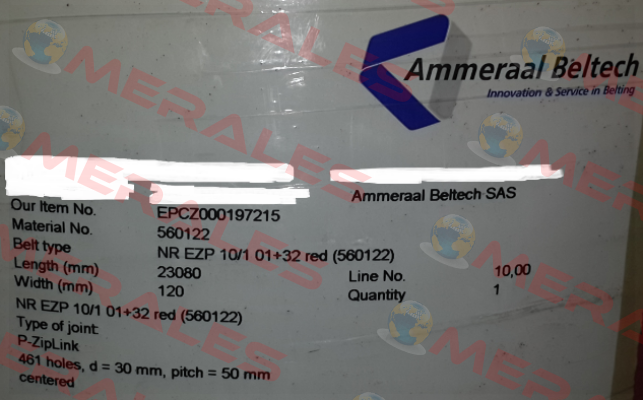 Ammeraal Beltech
Innovation & Service in Belting
Ammeraal Beltech SAS
Our Item No. EPCZ000197215
Material No. 560122
Belt type NR EZP 10/1 01+32 red (560122)
Length (mm) 23080 Line No. 10,00
Width (mm) 120 Quantity 1
NR EZP 10/1 01+32 red (560122)
Type of joint:
P-ZipLink
461 holes, d = 30 mm, pitch = 50 mm
centered
OMERALES
OMERALES
OMERALES